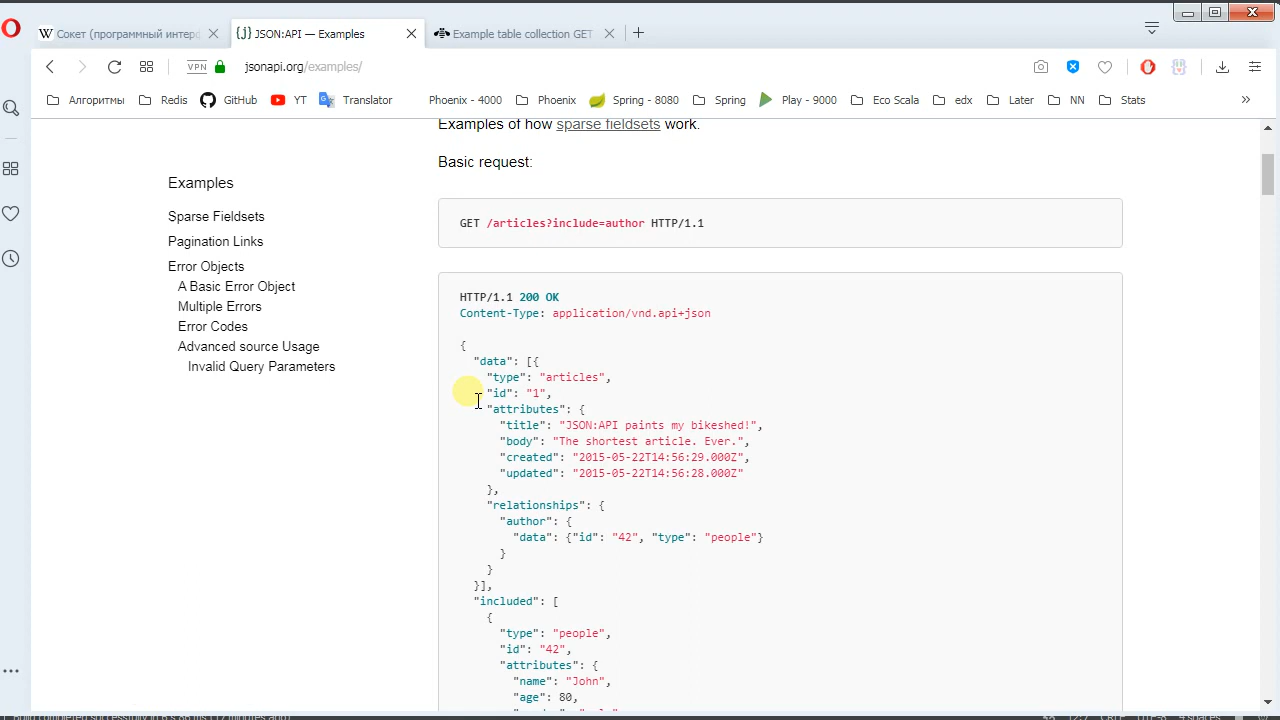 Сокет (программный интерф
JSON:API — Examples
Example table collection GET
VPN
jsonapi.org/examples/
Алгоритмы
Redis
GitHub
YT
Translator
Phoenix - 4000
Phoenix
Spring - 8080
Spring
Play - 9000
Eco Scala
edx
Later
NN
Stats
»
Examples of how sparse fieldsets work.
Basic request:
Examples
Sparse Fieldsets
Pagination Links
Error Objects
A Basic Error Object
Multiple Errors
Error Codes
Advanced source Usage
Invalid Query Parameters
GET /articles?include=author HTTP/1.1
HTTP/1.1 200 OK
Content-Type: application/vnd.api+json
{
"data": [{
"type": "articles",
"id": "1",
"attributes": {
"title": "JSON:API paints my bikeshed!",
"body": "The shortest article. Ever.",
"created": "2015-05-22T14:56:29.000Z",
"updated": "2015-05-22T14:56:28.000Z"
},
"relationships": {
"author": {
"data": {"id": "42", "type": "people"}
}
}
}],
"included": [
{
"type": "people",
"id": "42",
"attributes": {
"name": "John",
"age": 80,